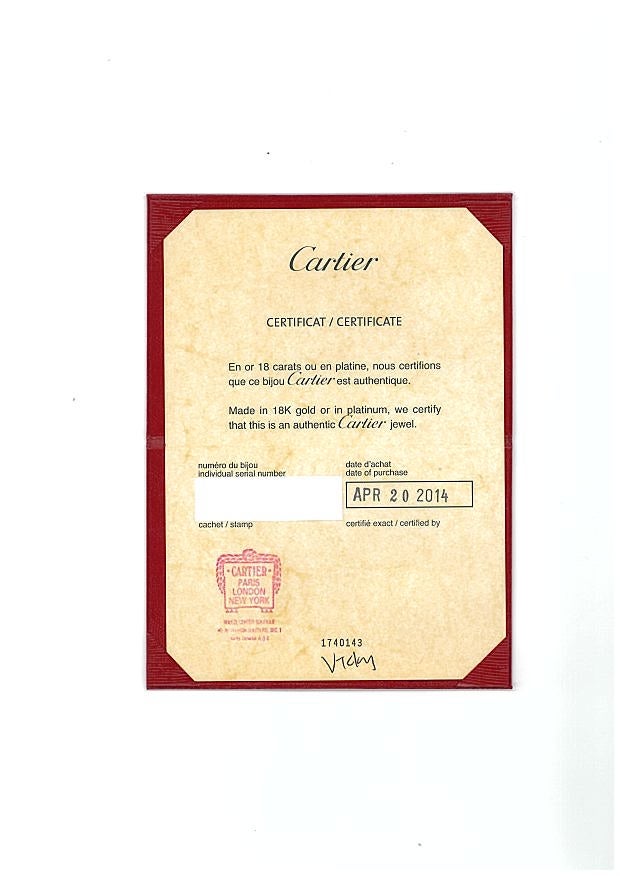 Cartier
CERTIFICAT / CERTIFICATE
En or 18 carats ou en platine, nous certifions
que ce bijou Cartier est authentique.
Made in 18K gold or in platinum, we certify
that this is an authentic Cartier jewel.
numéro du bijou
individual serial number
date d'achat
date of purchase
APR 20 2014
cachet / stamp
certifié exact / certified by
CARTIER
PARIS
LONDON
NEW YORK
1740143
Vicky